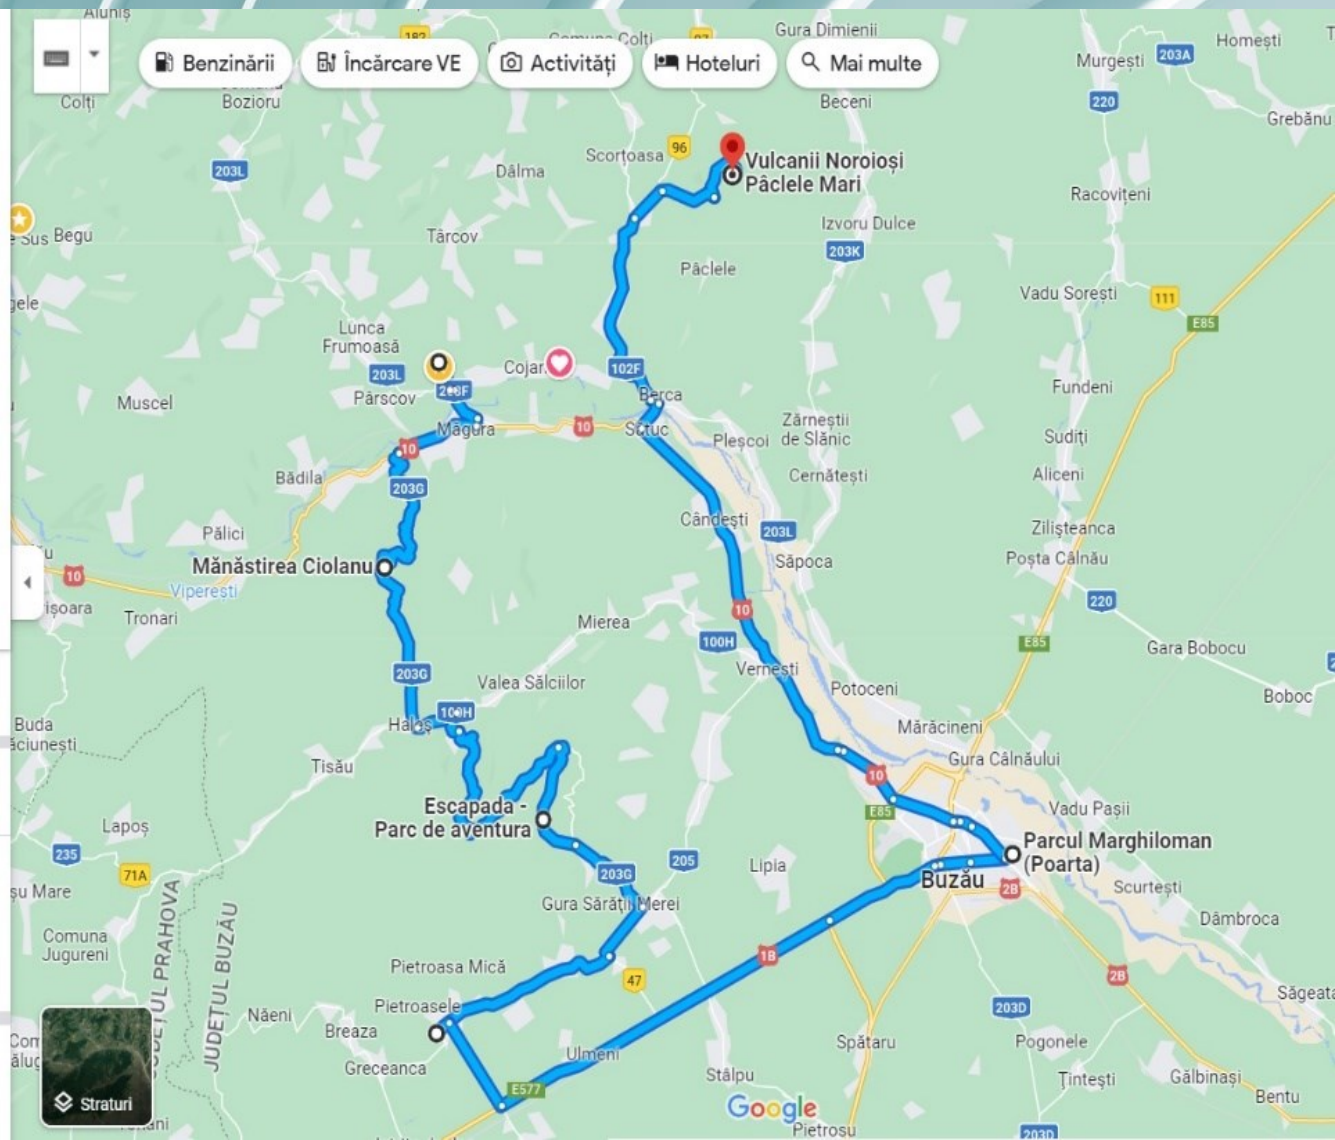 Aluniș
182
Comuna Colți
97
Gura Dimienii
Homești
203A
Murgești
Benzinării
Încărcare VE
Activități
Hoteluri
Mai multe
Colți
Bozioru
Beceni
220
Grebănu
Scorțoasa
96
Vulcanii Noroioși
Pâclele Mari
203L
Dâlma
Racovițeni
Sus Begu
Târcov
Izvoru Dulce
203K
Pâclele
Vadu Sorești
111
E85
Lunca
Frumoasă
203L
Pârscov
Cojan
102F
Berca
Fundeni
Muscel
Măgura
10
Sătuc
Pleșcoi
Zărneștii
de Slănic
Sudiți
10
Bădila
203G
Cernătești
Aliceni
Cândești
203L
Zilișteanca
Pălici
Săpoca
Poșta Câlnău
Mănăstirea Ciolanu
10
Viperești
Tronari
10
220
Mierea
100H
E85
Gara Bobocu
Vernești
203G
Valea Sălciilor
Potoceni
Boboc
Buda
Haleș
100H
Mărăcineni
Tisău
Gura Câlnăului
10
Escapada -
Parc de aventura
E85
Vadu Pașii
Lapoș
235
71A
205
Lipia
Parcul Marghiloman
(Poarta)
Buzău
2B
Scurtești
203G
Gura Sărății
Merei
Dâmbroca
Comuna
Jugureni
JUDEȚUL PRAHOVA
JUDEȚUL BUZĂU
Pietroasa Mică
47
1B
2B
Pietroasele
Năeni
Breaza
Greceanca
Ulmeni
E577
Spătaru
203D
Pogonele
Stâlpu
Țintești
Gălbinași
Bentu
Straturi
Google
Pietrosu
203D